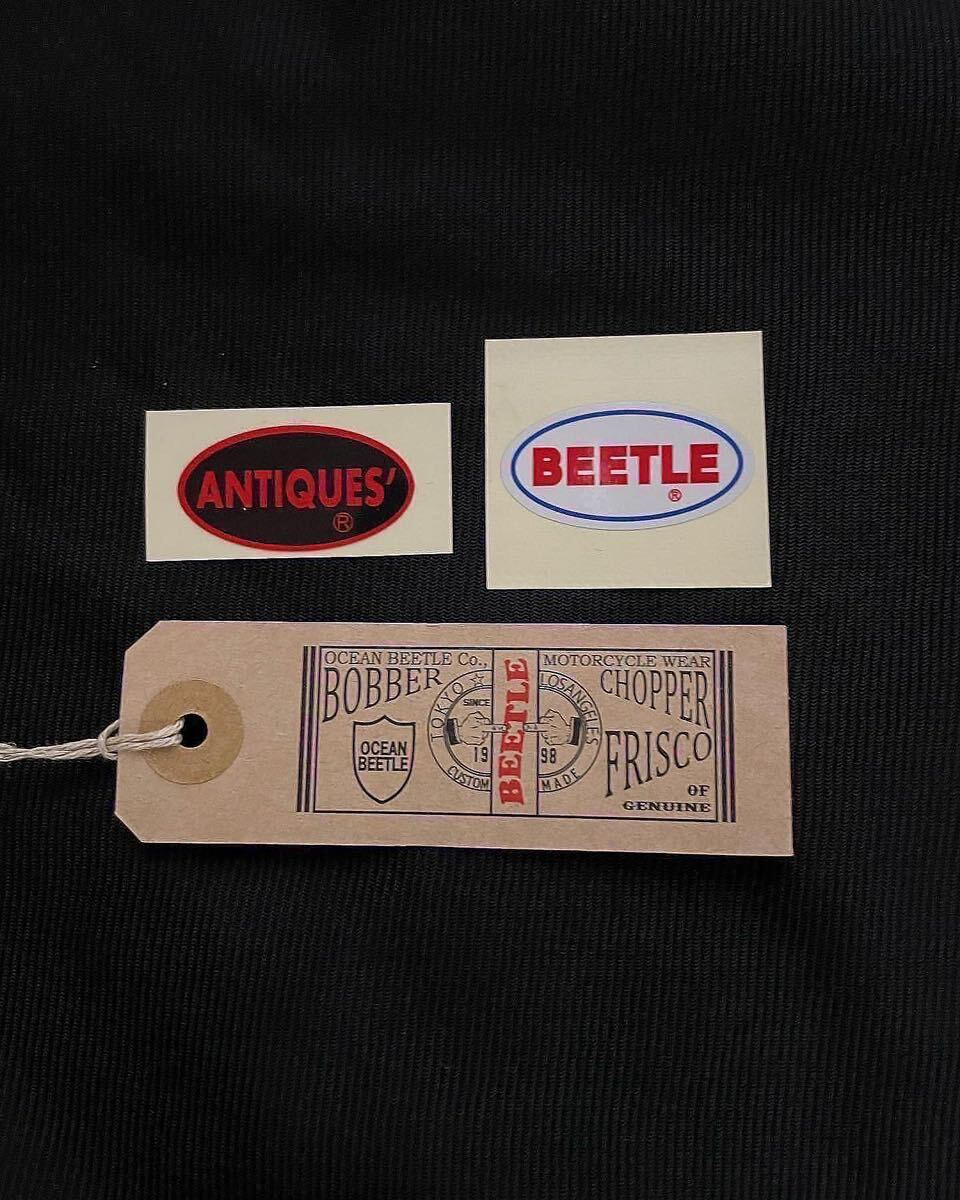 ANTIQUES'
®
BEETLE
®
OCEAN BEETLE Co.,
BOBBER
OCEAN
BEETLE
TOKYO ☆ LOSANGELES
SINCE
19 98
CUSTOM MADE
BEETLE
MOTORCYCLE WEAR
CHOPPER
FRISCO
OF
GENUINE